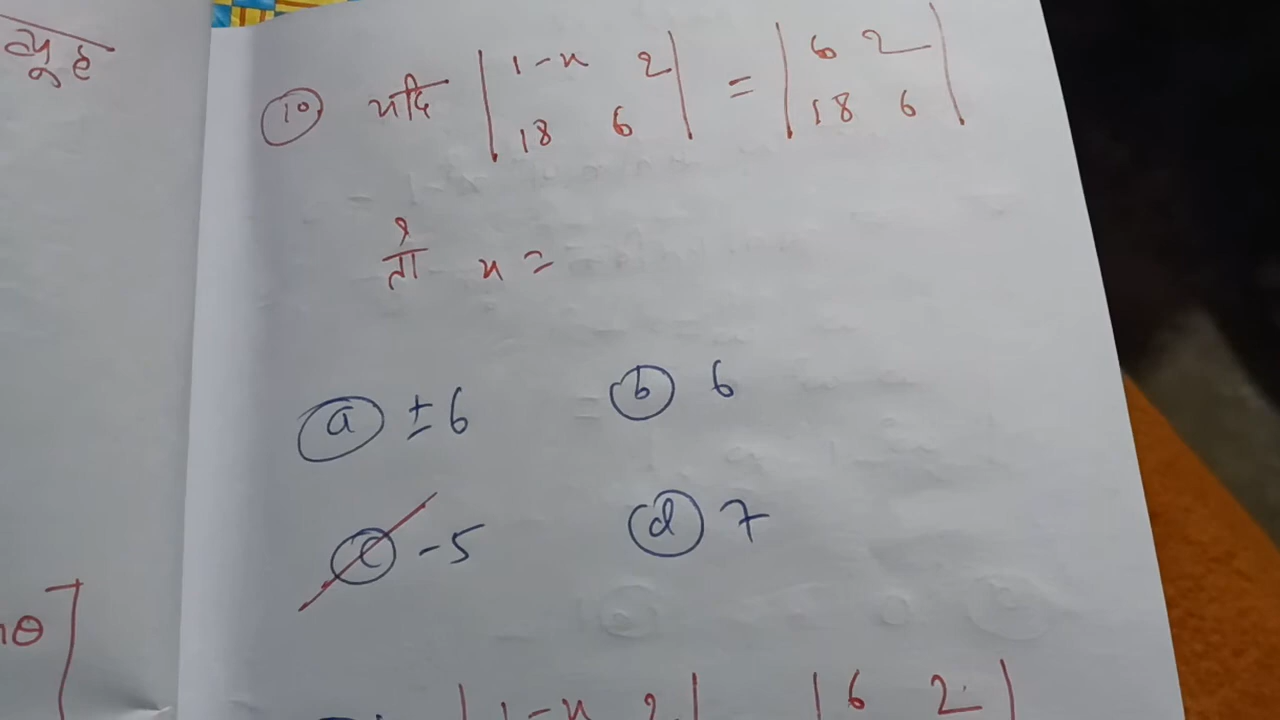 व्यूह
(10) यदि | 1-x 2 | = | 6 2 |
| 18 6 | | 18 6 |
तो x =
(a) ±6 (b) 6
(c) -5 (d) 7
θ]
| 1-x 2 | | 6 2 |